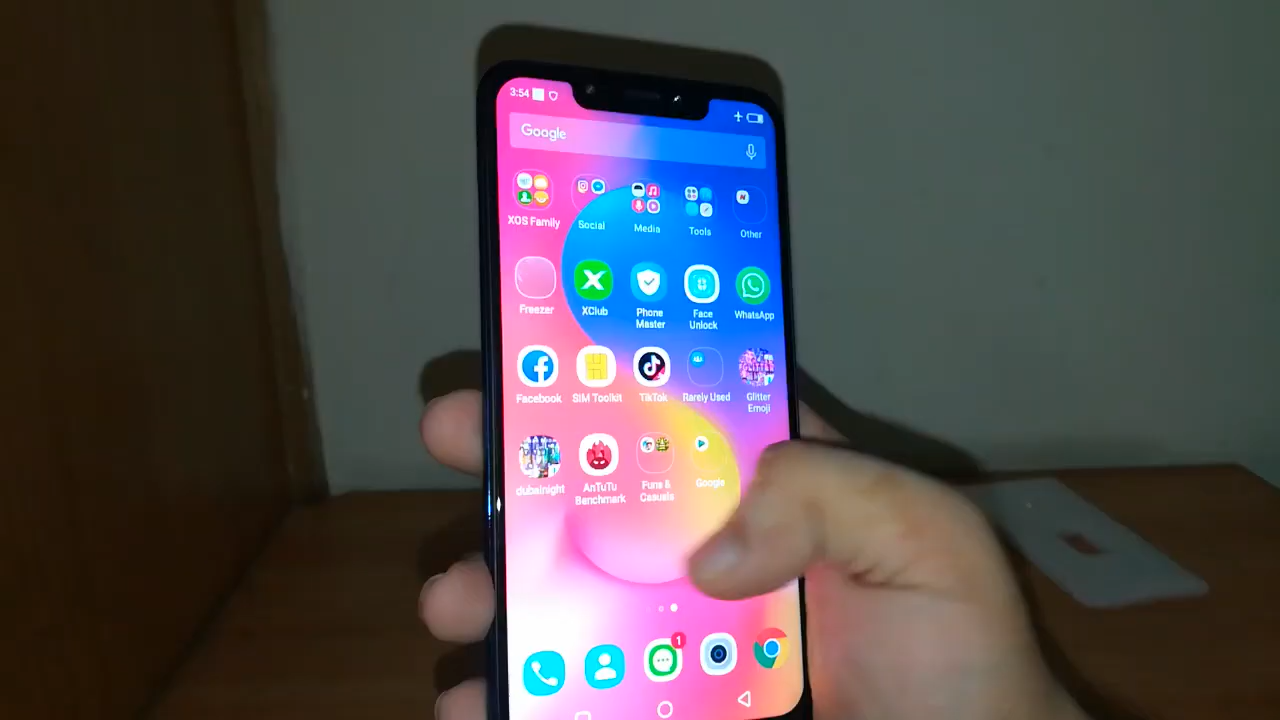 3:54
Google
XOS Family
Social
Media
Tools
Other
Freezer
XClub
Phone
Master
Face
Unlock
WhatsApp
Facebook
SIM Toolkit
TikTok
Rarely Used
Glitter
Emoji
dubainight
AnTuTu
Benchmark
Funs &
Casuals
Google
1